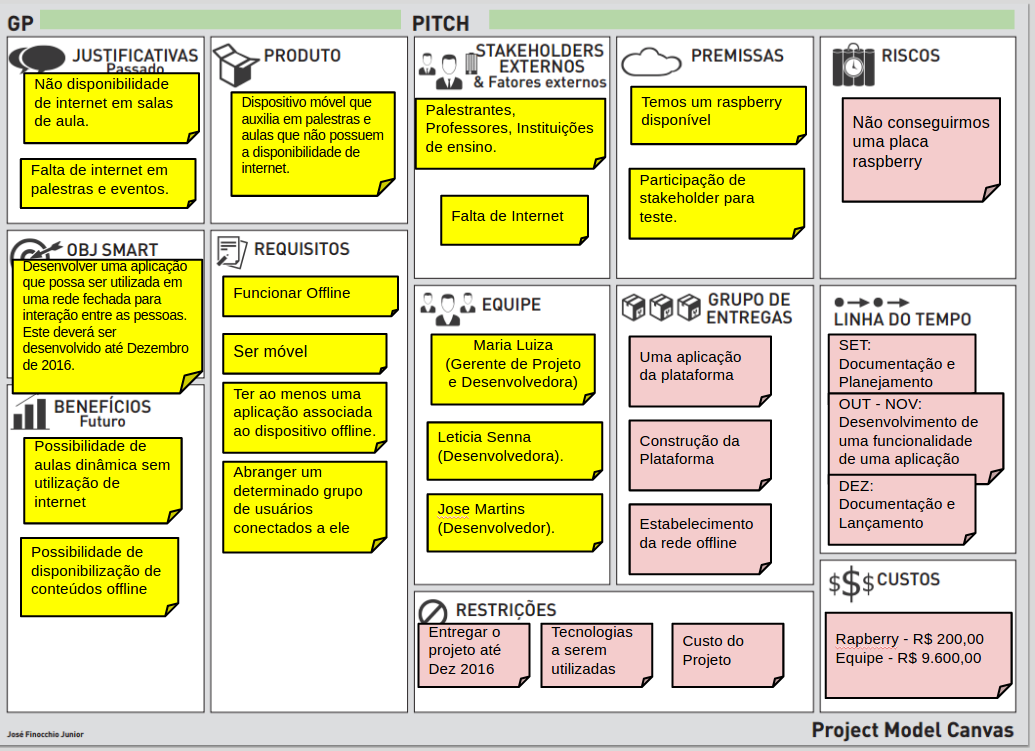 GP
PITCH
JUSTIFICATIVAS
Passado
Não disponibilidade
de internet em salas
de aula.
Falta de internet em
palestras e eventos.
PRODUTO
Dispositivo móvel que
auxilia em palestras e
aulas que não possuem
a disponibilidade de
internet.
STAKEHOLDERS
EXTERNOS
& Fatores externos
Palestrantes,
Professores, Instituições
de ensino.
Falta de Internet
PREMISSAS
Temos um raspberry
disponível
Participação de
stakeholder para
teste.
RISCOS
Não conseguirmos
uma placa
raspberry
OBJ SMART
Desenvolver uma aplicação
que possa ser utilizada em
uma rede fechada para
interação entre as pessoas.
Este deverá ser
desenvolvido até Dezembro
de 2016.
REQUISITOS
Funcionar Offline
Ser móvel
Ter ao menos uma
aplicação associada
ao dispositivo offline.
Abranger um
determinado grupo
de usuários
conectados a ele
EQUIPE
Maria Luiza
(Gerente de Projeto
e Desenvolvedora)
Leticia Senna
(Desenvolvedora).
Jose Martins
(Desenvolvedor).
GRUPO DE
ENTREGAS
Uma aplicação
da plataforma
Construção da
Plataforma
Estabelecimento
da rede offline
LINHA DO TEMPO
SET:
Documentação e
Planejamento
OUT - NOV:
Desenvolvimento de
uma funcionalidade
de uma aplicação
DEZ:
Documentação e
Lançamento
BENEFÍCIOS
Futuro
Possibilidade de
aulas dinâmica sem
utilização de
internet
Possibilidade de
disponibilização de
conteúdos offline
RESTRIÇÕES
Entregar o
projeto até
Dez 2016
Tecnologias
a serem
utilizadas
Custo do
Projeto
$$$ CUSTOS
Rapberry - R$ 200,00
Equipe - R$ 9.600,00
José Finocchio Junior
Project Model Canvas